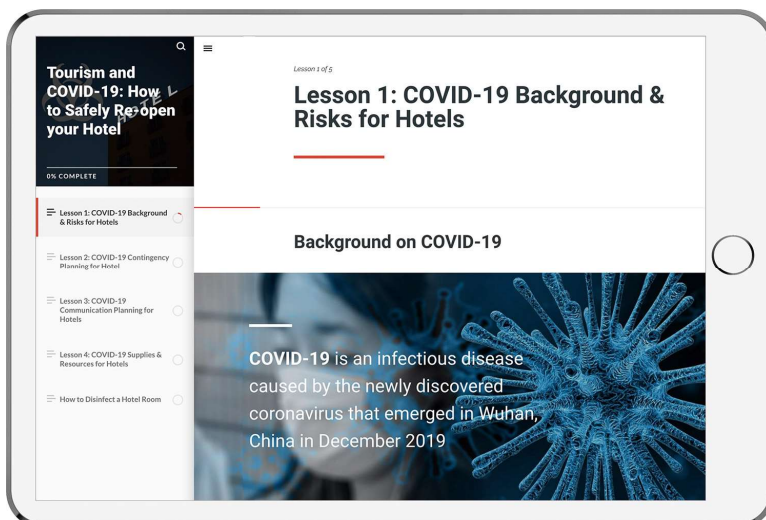 Tourism and
COVID-19: How
to Safely Re-open
your Hotel
HOTEL
0% COMPLETE
Lesson 1: COVID-19 Background
& Risks for Hotels
Lesson 2: COVID-19 Contingency
Planning for Hotel
Lesson 3: COVID-19
Communication Planning for
Hotels
Lesson 4: COVID-19 Supplies &
Resources for Hotels
How to Disinfect a Hotel Room
Lesson 1 of 5
Lesson 1: COVID-19 Background &
Risks for Hotels
Background on COVID-19
COVID-19 is an infectious disease
caused by the newly discovered
coronavirus that emerged in Wuhan,
China in December 2019